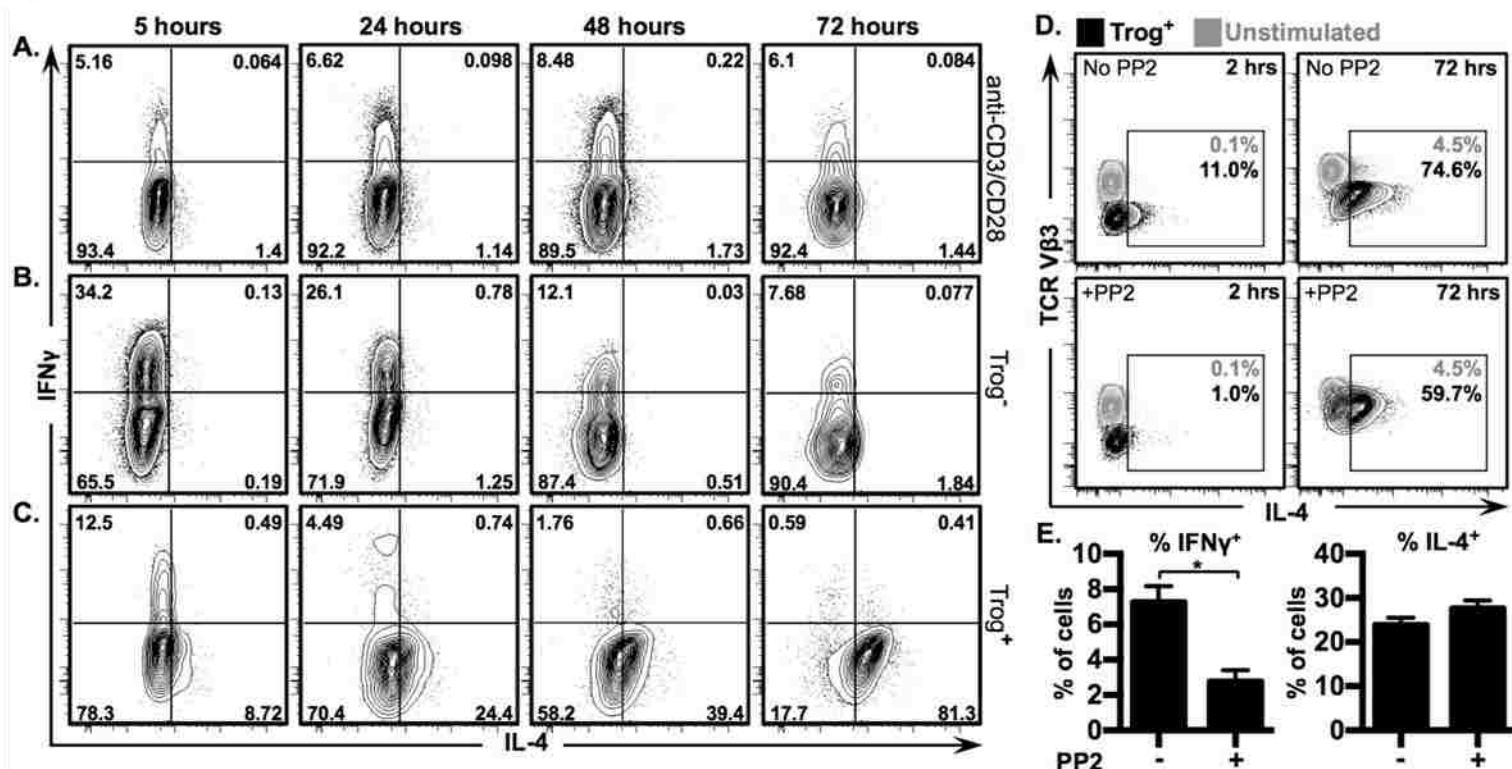 A.
5 hours
24 hours
48 hours
72 hours
5.16 0.064
93.4 1.4
6.62 0.098
92.2 1.14
8.48 0.22
89.5 1.73
6.1 0.084
92.4 1.44
anti-CD3/CD28
B.
34.2 0.13
65.5 0.19
26.1 0.78
71.9 1.25
12.1 0.03
87.4 0.51
7.68 0.077
90.4 1.84
Trog-
C.
12.5 0.49
78.3 8.72
4.49 0.74
70.4 24.4
1.76 0.66
58.2 39.4
0.59 0.41
17.7 81.3
Trog+
IFNγ
IL-4
D.
Trog+ Unstimulated
No PP2 2 hrs
0.1%
11.0%
No PP2 72 hrs
4.5%
74.6%
+PP2 2 hrs
0.1%
1.0%
+PP2 72 hrs
4.5%
59.7%
TCR Vβ3
IL-4
E.
% IFNγ+
*
% of cells
10
8
6
4
2
0
PP2 - +
% IL-4+
% of cells
40
30
20
10
0
- +